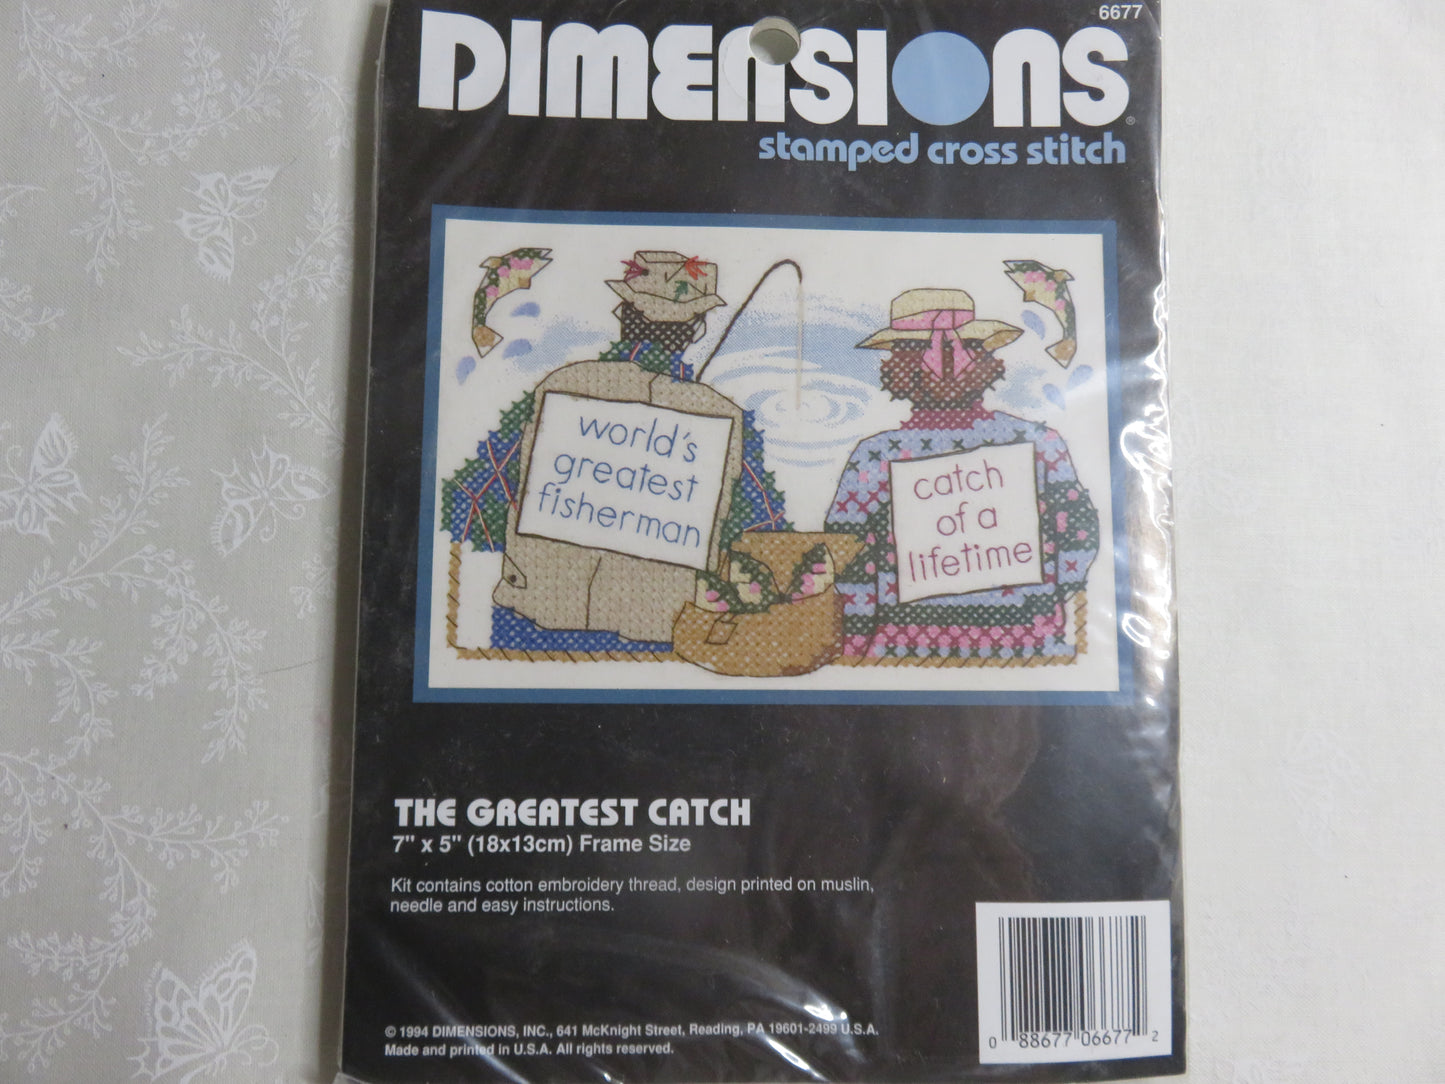 6677
DIMENSIONS®
stamped cross stitch
world's
greatest
fisherman
catch
of a
lifetime
THE GREATEST CATCH
7" x 5" (18x13cm) Frame Size
Kit contains cotton embroidery thread, design printed on muslin,
needle and easy instructions.
© 1994 DIMENSIONS, INC., 641 McKnight Street, Reading, PA 19601-2499 U.S.A.
Made and printed in U.S.A. All rights reserved.
0 88677 06677 2